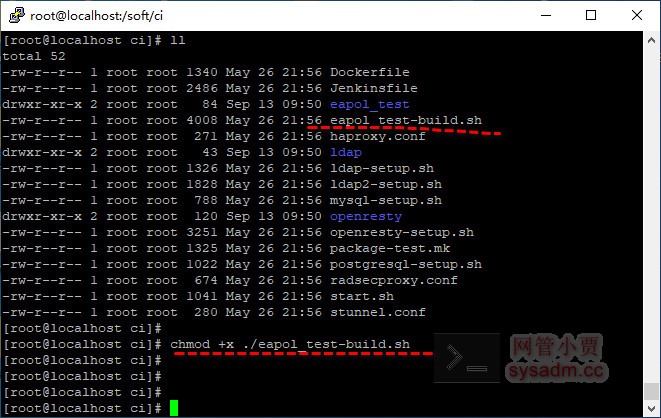 root@localhost:/soft/ci
[root@localhost ci]# ll
total 52
-rw-r--r-- 1 root root 1340 May 26 21:56 Dockerfile
-rw-r--r-- 1 root root 2486 May 26 21:56 Jenkinsfile
drwxr-xr-x 2 root root   84 Sep 13 09:50 eapol_test
-rw-r--r-- 1 root root 4008 May 26 21:56 eapol_test-build.sh
-rw-r--r-- 1 root root  271 May 26 21:56 haproxy.conf
drwxr-xr-x 2 root root   43 Sep 13 09:50 ldap
-rw-r--r-- 1 root root 1326 May 26 21:56 ldap-setup.sh
-rw-r--r-- 1 root root 1828 May 26 21:56 ldap2-setup.sh
-rw-r--r-- 1 root root  788 May 26 21:56 mysql-setup.sh
drwxr-xr-x 2 root root  120 Sep 13 09:50 openresty
-rw-r--r-- 1 root root 3251 May 26 21:56 openresty-setup.sh
-rw-r--r-- 1 root root 1325 May 26 21:56 package-test.mk
-rw-r--r-- 1 root root 1022 May 26 21:56 postgresql-setup.sh
-rw-r--r-- 1 root root  674 May 26 21:56 radsecproxy.conf
-rw-r--r-- 1 root root 1041 May 26 21:56 start.sh
-rw-r--r-- 1 root root  280 May 26 21:56 stunnel.conf
[root@localhost ci]#
[root@localhost ci]# chmod +x ./eapol_test-build.sh
[root@localhost ci]#
[root@localhost ci]#
[root@localhost ci]#
[root@localhost ci]#
>_
网管小贾
sysadm.cc